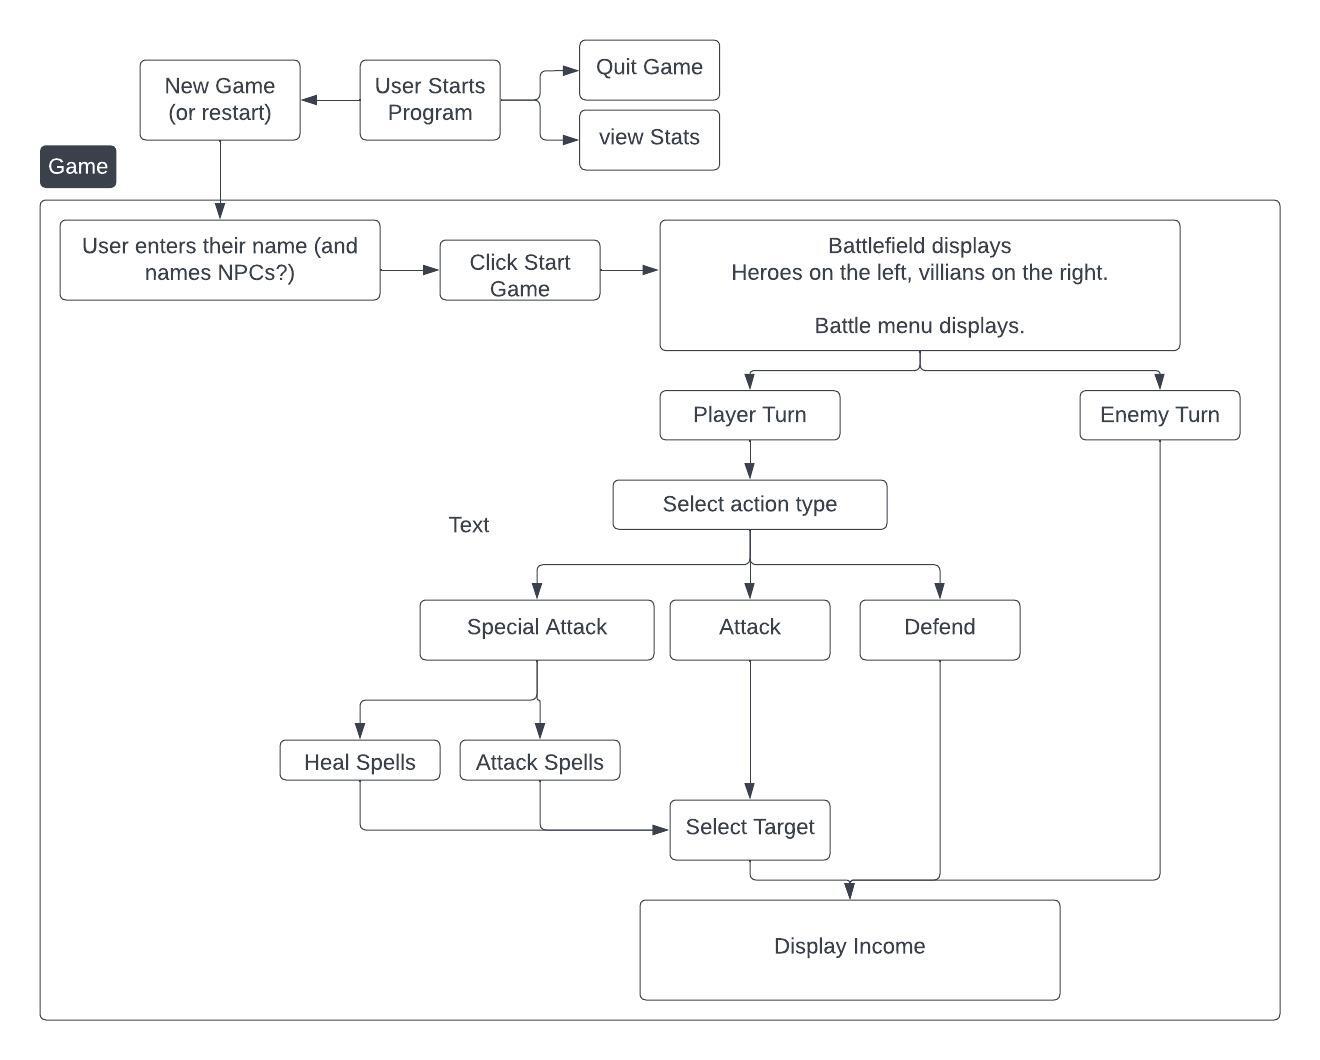 Quit Game
New Game
(or restart)
User Starts
Program
view Stats
Game
User enters their name (and
names NPCs?)
Click Start
Game
Battlefield displays
Heroes on the left, villians on the right.
Battle menu displays.
Player Turn
Enemy Turn
Select action type
Text
Special Attack
Attack
Defend
Heal Spells
Attack Spells
Select Target
Display Income